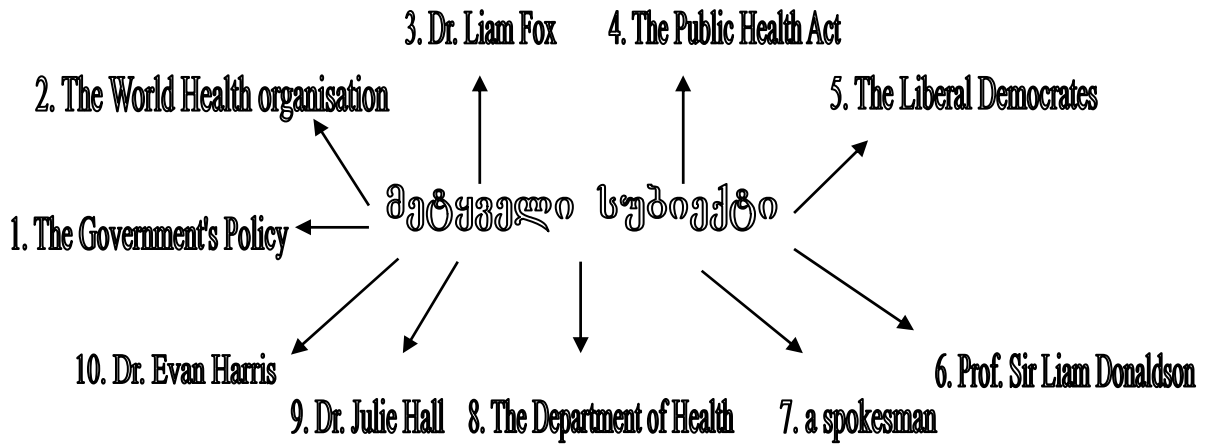 3. Dr. Liam Fox
4. The Public Health Act
2. The World Health organisation
5. The Liberal Democrates
მეტყველი სუბიექტი
1. The Government's Policy
10. Dr. Evan Harris
6. Prof. Sir Liam Donaldson
9. Dr. Julie Hall
8. The Department of Health
7. a spokesman